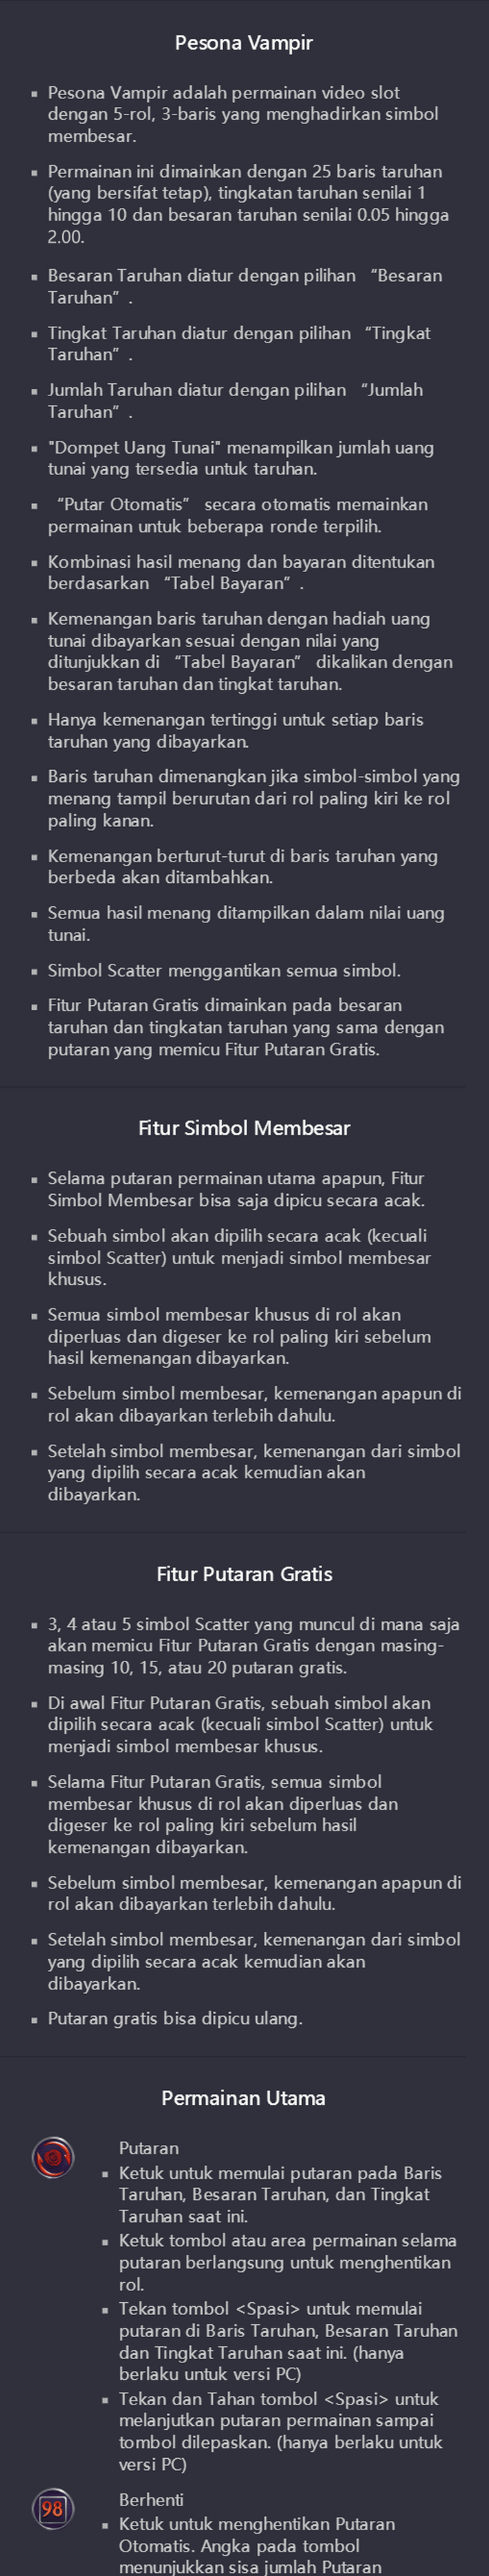 Pesona Vampir
Pesona Vampir adalah permainan video slot
dengan 5-rol, 3-baris yang menghadirkan simbol
membesar.
Permainan ini dimainkan dengan 25 baris taruhan
(yang bersifat tetap), tingkatan taruhan senilai 1
hingga 10 dan besaran taruhan senilai 0.05 hingga
2.00.
Besaran Taruhan diatur dengan pilihan “Besaran
Taruhan” .
Tingkat Taruhan diatur dengan pilihan “Tingkat
Taruhan” .
Jumlah Taruhan diatur dengan pilihan “Jumlah
Taruhan” .
"Dompet Uang Tunai" menampilkan jumlah uang
tunai yang tersedia untuk taruhan.
“Putar Otomatis” secara otomatis memainkan
permainan untuk beberapa ronde terpilih.
Kombinasi hasil menang dan bayaran ditentukan
berdasarkan “Tabel Bayaran” .
Kemenangan baris taruhan dengan hadiah uang
tunai dibayarkan sesuai dengan nilai yang
ditunjukkan di “Tabel Bayaran” dikalikan dengan
besaran taruhan dan tingkat taruhan.
Hanya kemenangan tertinggi untuk setiap baris
taruhan yang dibayarkan.
Baris taruhan dimenangkan jika simbol-simbol yang
menang tampil berurutan dari rol paling kiri ke rol
paling kanan.
Kemenangan berturut-turut di baris taruhan yang
berbeda akan ditambahkan.
Semua hasil menang ditampilkan dalam nilai uang
tunai.
Simbol Scatter menggantikan semua simbol.
Fitur Putaran Gratis dimainkan pada besaran
taruhan dan tingkatan taruhan yang sama dengan
putaran yang memicu Fitur Putaran Gratis.
Fitur Simbol Membesar
Selama putaran permainan utama apapun, Fitur
Simbol Membesar bisa saja dipicu secara acak.
Sebuah simbol akan dipilih secara acak (kecuali
simbol Scatter) untuk menjadi simbol membesar
khusus.
Semua simbol membesar khusus di rol akan
diperluas dan digeser ke rol paling kiri sebelum
hasil kemenangan dibayarkan.
Sebelum simbol membesar, kemenangan apapun di
rol akan dibayarkan terlebih dahulu.
Setelah simbol membesar, kemenangan dari simbol
yang dipilih secara acak kemudian akan
dibayarkan.
Fitur Putaran Gratis
3, 4 atau 5 simbol Scatter yang muncul di mana saja
akan memicu Fitur Putaran Gratis dengan masing-
masing 10, 15, atau 20 putaran gratis.
Di awal Fitur Putaran Gratis, sebuah simbol akan
dipilih secara acak (kecuali simbol Scatter) untuk
menjadi simbol membesar khusus.
Selama Fitur Putaran Gratis, semua simbol
membesar khusus di rol akan diperluas dan
digeser ke rol paling kiri sebelum hasil
kemenangan dibayarkan.
Sebelum simbol membesar, kemenangan apapun di
rol akan dibayarkan terlebih dahulu.
Setelah simbol membesar, kemenangan dari simbol
yang dipilih secara acak kemudian akan
dibayarkan.
Putaran gratis bisa dipicu ulang.
Permainan Utama
Putaran
Ketuk untuk memulai putaran pada Baris
Taruhan, Besaran Taruhan, dan Tingkat
Taruhan saat ini.
Ketuk tombol atau area permainan selama
putaran berlangsung untuk menghentikan
rol.
Tekan tombol <Spasi> untuk memulai
putaran di Baris Taruhan, Besaran Taruhan
dan Tingkat Taruhan saat ini. (hanya
berlaku untuk versi PC)
Tekan dan Tahan tombol <Spasi> untuk
melanjutkan putaran permainan sampai
tombol dilepaskan. (hanya berlaku untuk
versi PC)
98
Berhenti
Ketuk untuk menghentikan Putaran
Otomatis. Angka pada tombol
menunjukkan sisa jumlah Putaran